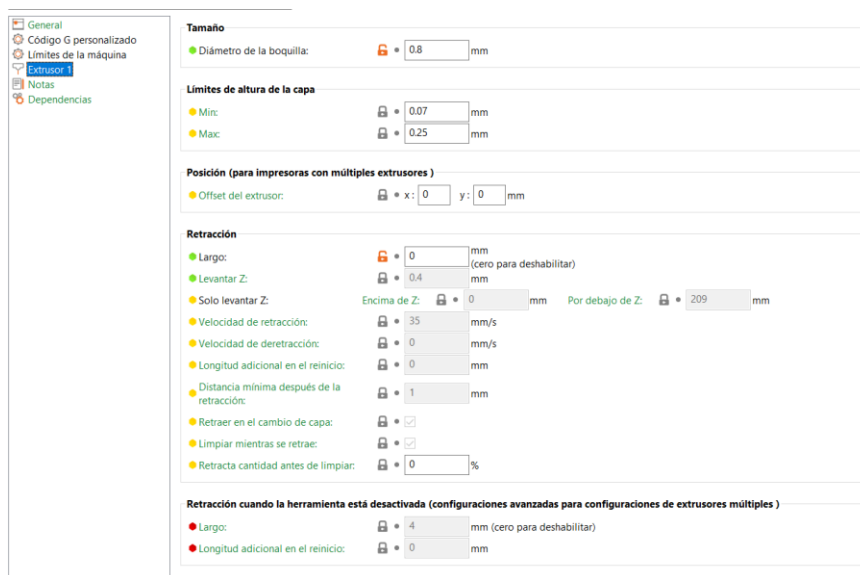 General
Código G personalizado
Límites de la máquina
Extrusor 1
Notas
Dependencias
Tamaño
Diámetro de la boquilla: 0.8 mm
Límites de altura de la capa
Mín: 0.07 mm
Max: 0.25 mm
Posición (para impresoras con múltiples extrusores )
Offset del extrusor: x: 0 y: 0 mm
Retracción
Largo: 0 mm
(cero para deshabilitar)
Levantar Z: 0.4 mm
Solo levantar Z: Encima de Z: 0 mm Por debajo de Z: 209 mm
Velocidad de retracción: 35 mm/s
Velocidad de deretracción: 0 mm/s
Longitud adicional en el reinicio: 0 mm
Distancia mínima después de la
retracción: 1 mm
Retraer en el cambio de capa:
Limpiar mientras se retrae:
Retracta cantidad antes de limpiar: 0 %
Retracción cuando la herramienta está desactivada (configuraciones avanzadas para configuraciones de extrusores múltiples )
Largo: 4 mm (cero para deshabilitar)
Longitud adicional en el reinicio: 0 mm